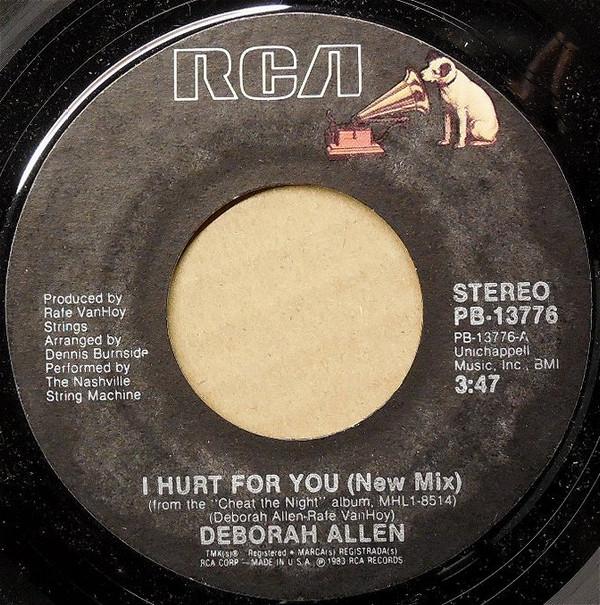 RCA
Produced by
Rafe VanHoy
Strings
Arranged by
Dennis Burnside
Performed by
The Nashville
String Machine
STEREO
PB-13776
PB-13776-A
Unichappell
Music, Inc., BMI
3:47
I HURT FOR YOU (New Mix)
(from the "Cheat the Night" album, MHL1-8514)
(Deborah Allen-Rafe VanHoy)
DEBORAH ALLEN
TMK(s)® Registered • MARCA(s) REGISTRADA(s)
RCA CORP.—MADE IN U.S.A. ℗ 1983 RCA RECORDS